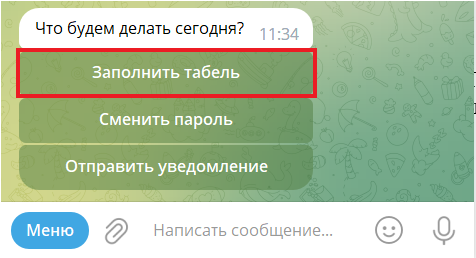 Что будем делать сегодня?
11:34
Заполнить табель
Сменить пароль
Отправить уведомление
Меню
Написать сообщение...